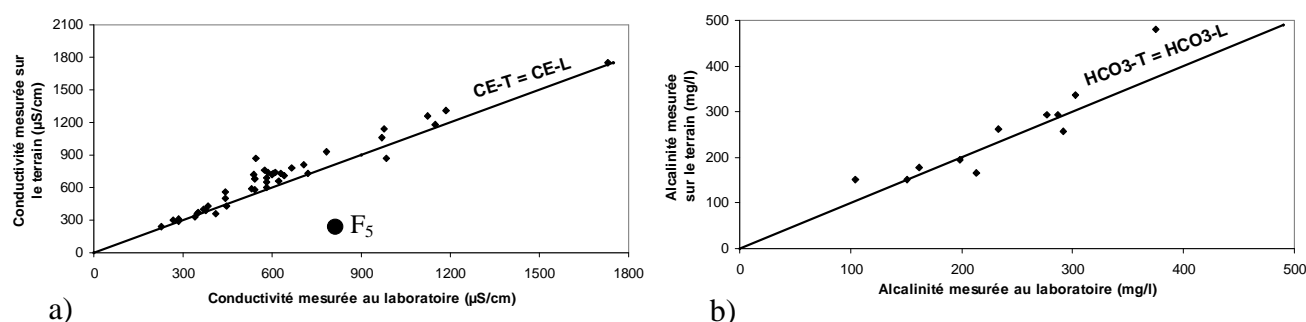 2100
1800
1500
1200
900
600
300
0
Conductivité mesurée sur
le terrain (µS/cm)
CE-T = CE-L
F5
0 300 600 900 1200 1500 1800
Conductivité mesurée au laboratoire (µS/cm)
a)
500
400
300
200
100
0
Alcalinité mesurée
sur le terrain (mg/l)
HCO3-T = HCO3-L
0 100 200 300 400 500
Alcalinité mesurée au laboratoire (mg/l)
b)